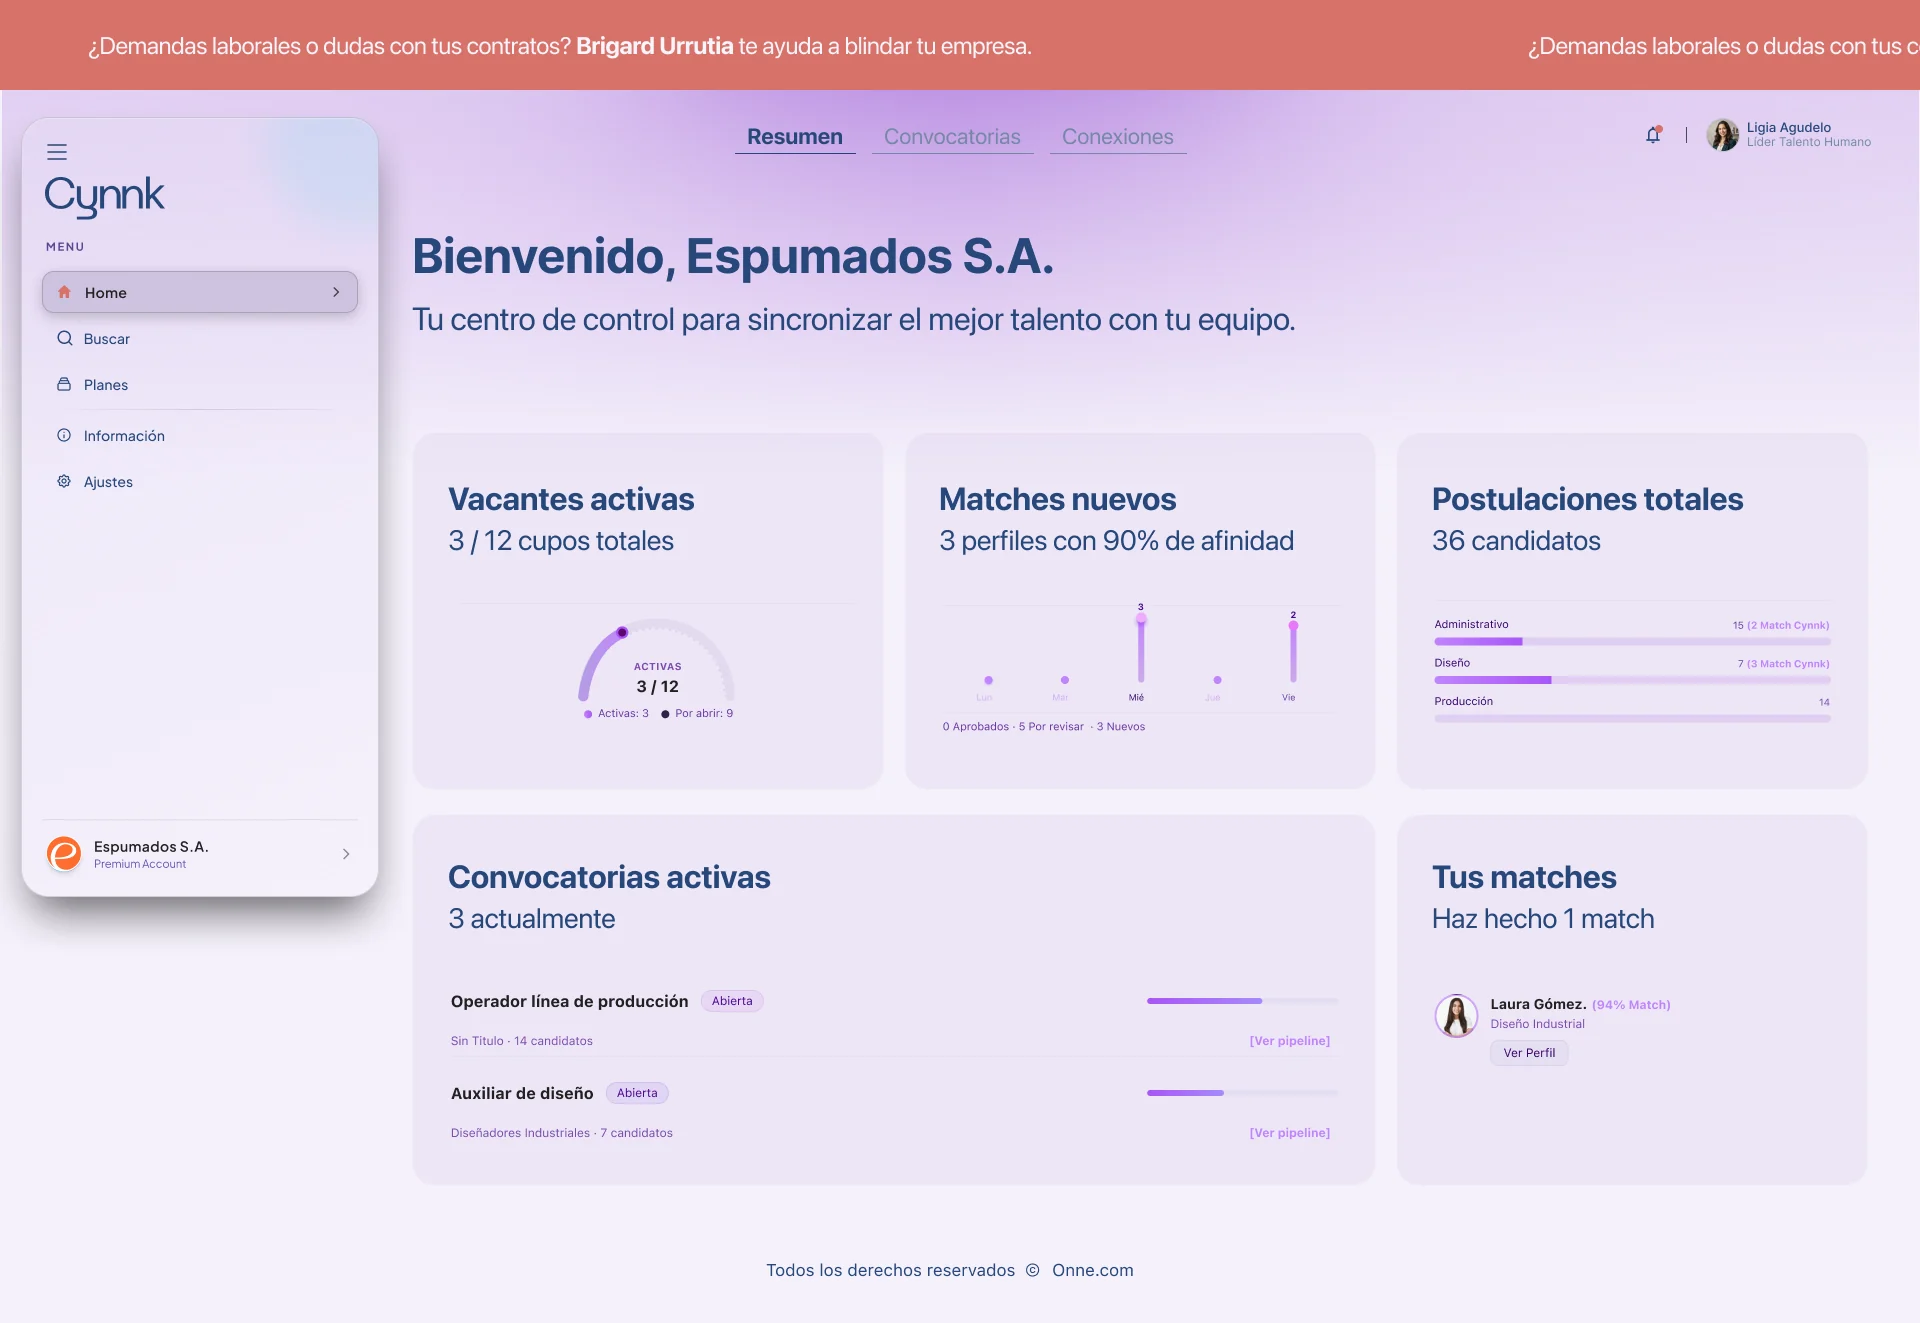 ¿Demandas laborales o dudas con tus contratos? Brigard Urrutia te ayuda a blindar tu empresa.
¿Demandas laborales o dudas con tus c
Resumen
Convocatorias
Conexiones
Ligia Agudelo
Líder Talento Humano
Cynnk
MENU
Home
Buscar
Planes
Información
Ajustes
Espumados S.A.
Premium Account
Bienvenido, Espumados S.A.
Tu centro de control para sincronizar el mejor talento con tu equipo.
Vacantes activas
3 / 12 cupos totales
ACTIVAS
3 / 12
Activas: 3
Por abrir: 9
Matches nuevos
3 perfiles con 90% de afinidad
3
2
Lun
Mar
Mié
Jue
Vie
0 Aprobados · 5 Por revisar · 3 Nuevos
Postulaciones totales
36 candidatos
Administrativo
15 (2 Match Cynnk)
Diseño
7 (3 Match Cynnk)
Producción
14
Convocatorias activas
3 actualmente
Operador línea de producción
Abierta
Sin Titulo · 14 candidatos
[Ver pipeline]
Auxiliar de diseño
Abierta
Diseñadores Industriales · 7 candidatos
[Ver pipeline]
Tus matches
Haz hecho 1 match
Laura Gómez. (94% Match)
Diseño Industrial
Ver Perfil
Todos los derechos reservados © Onne.com